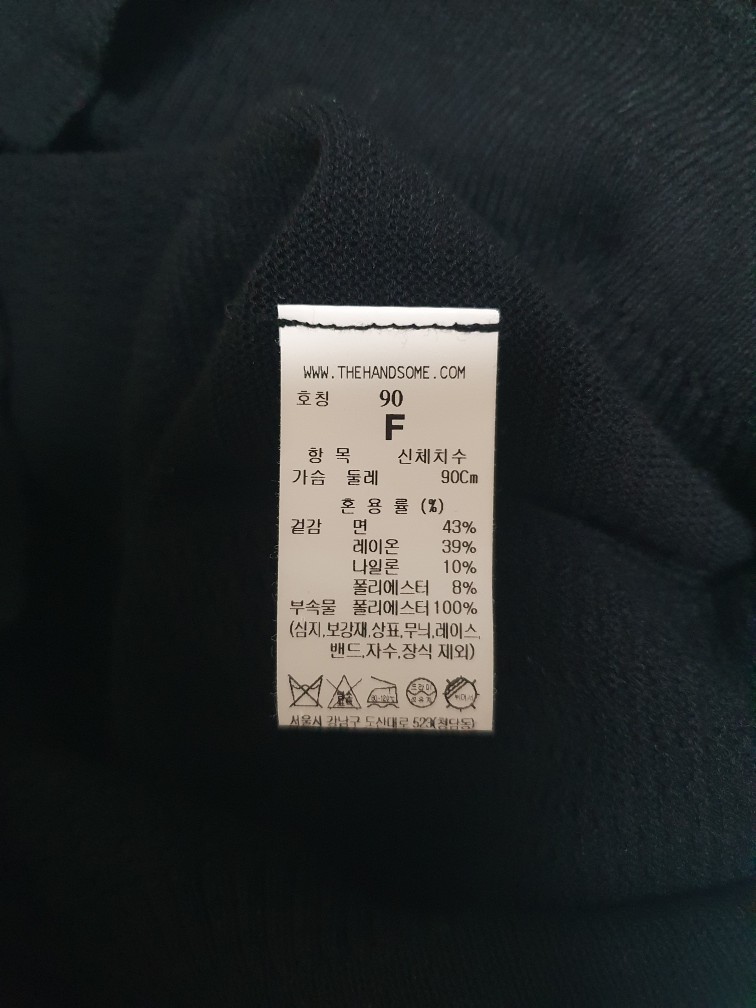 WWW.THEHANDSOME.COM
호칭 90
F
항 목 신체치수
가슴 둘레 90Cm
혼 용 률 (%)
겉감 면 43%
레이온 39%
나일론 10%
폴리에스터 8%
부속물 폴리에스터 100%
(심지,보강재,상표,무늬,레이스,
밴드,자수,장식 제외)
드라이
서울시 강남구 도산대로 523(청담동)